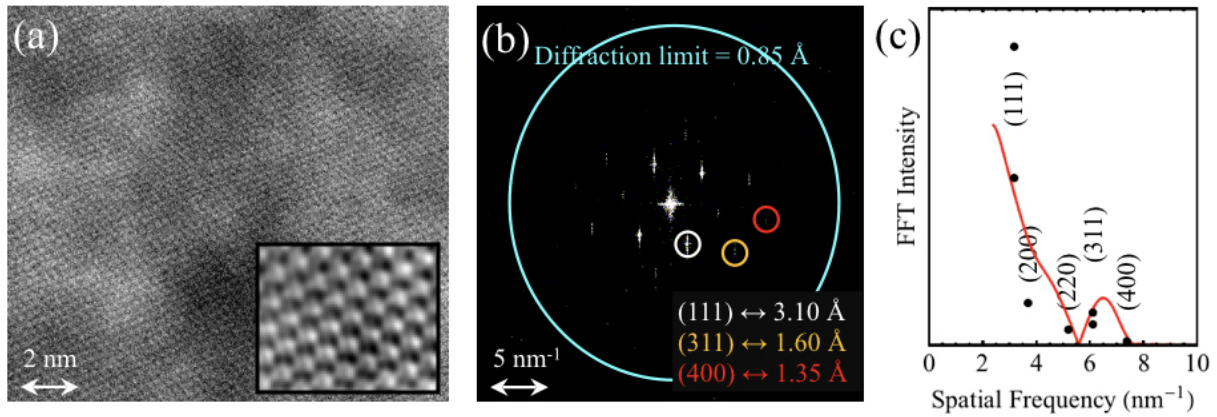 (a)
2 nm
(b)
Diffraction limit = 0.85 Å
(111) ↔ 3.10 Å
(311) ↔ 1.60 Å
(400) ↔ 1.35 Å
5 nm⁻¹
(c)
FFT Intensity
(111)
(200)
(220)
(311)
(400)
0 2 4 6 8 10
Spatial Frequency (nm⁻¹)